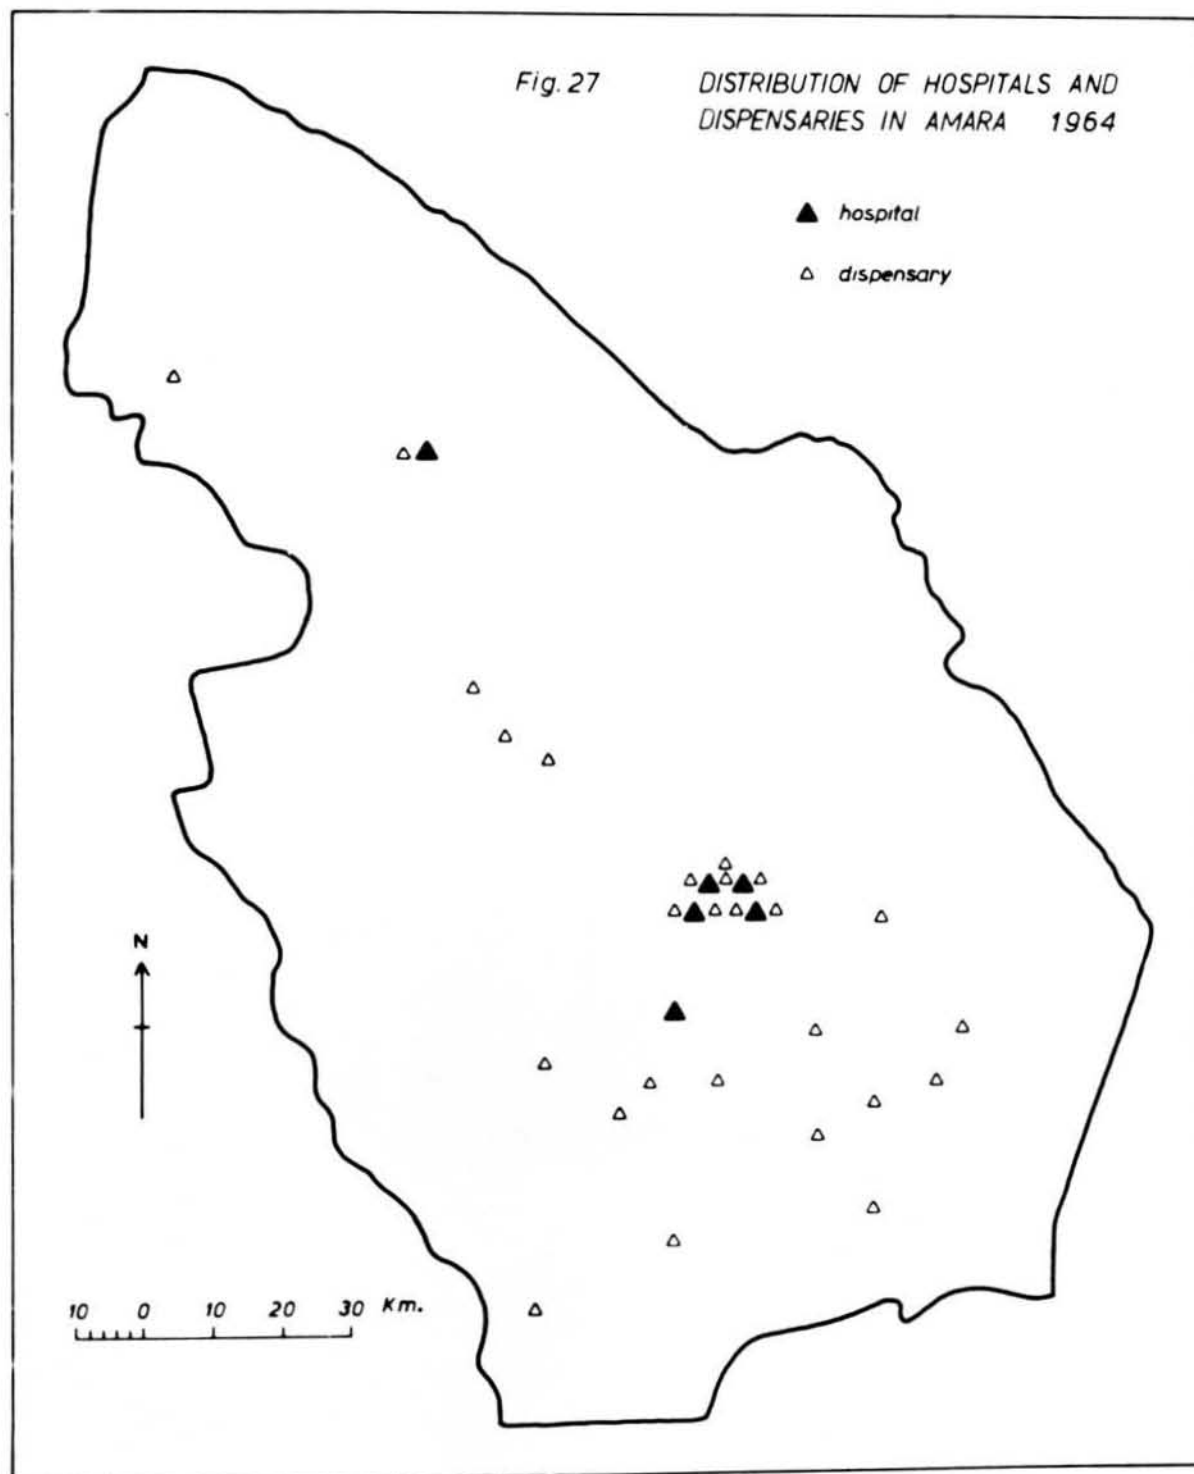 Fig. 27
DISTRIBUTION OF HOSPITALS AND
DISPENSARIES IN AMARA 1964
hospital
dispensary
N
10 0 10 20 30 Km.